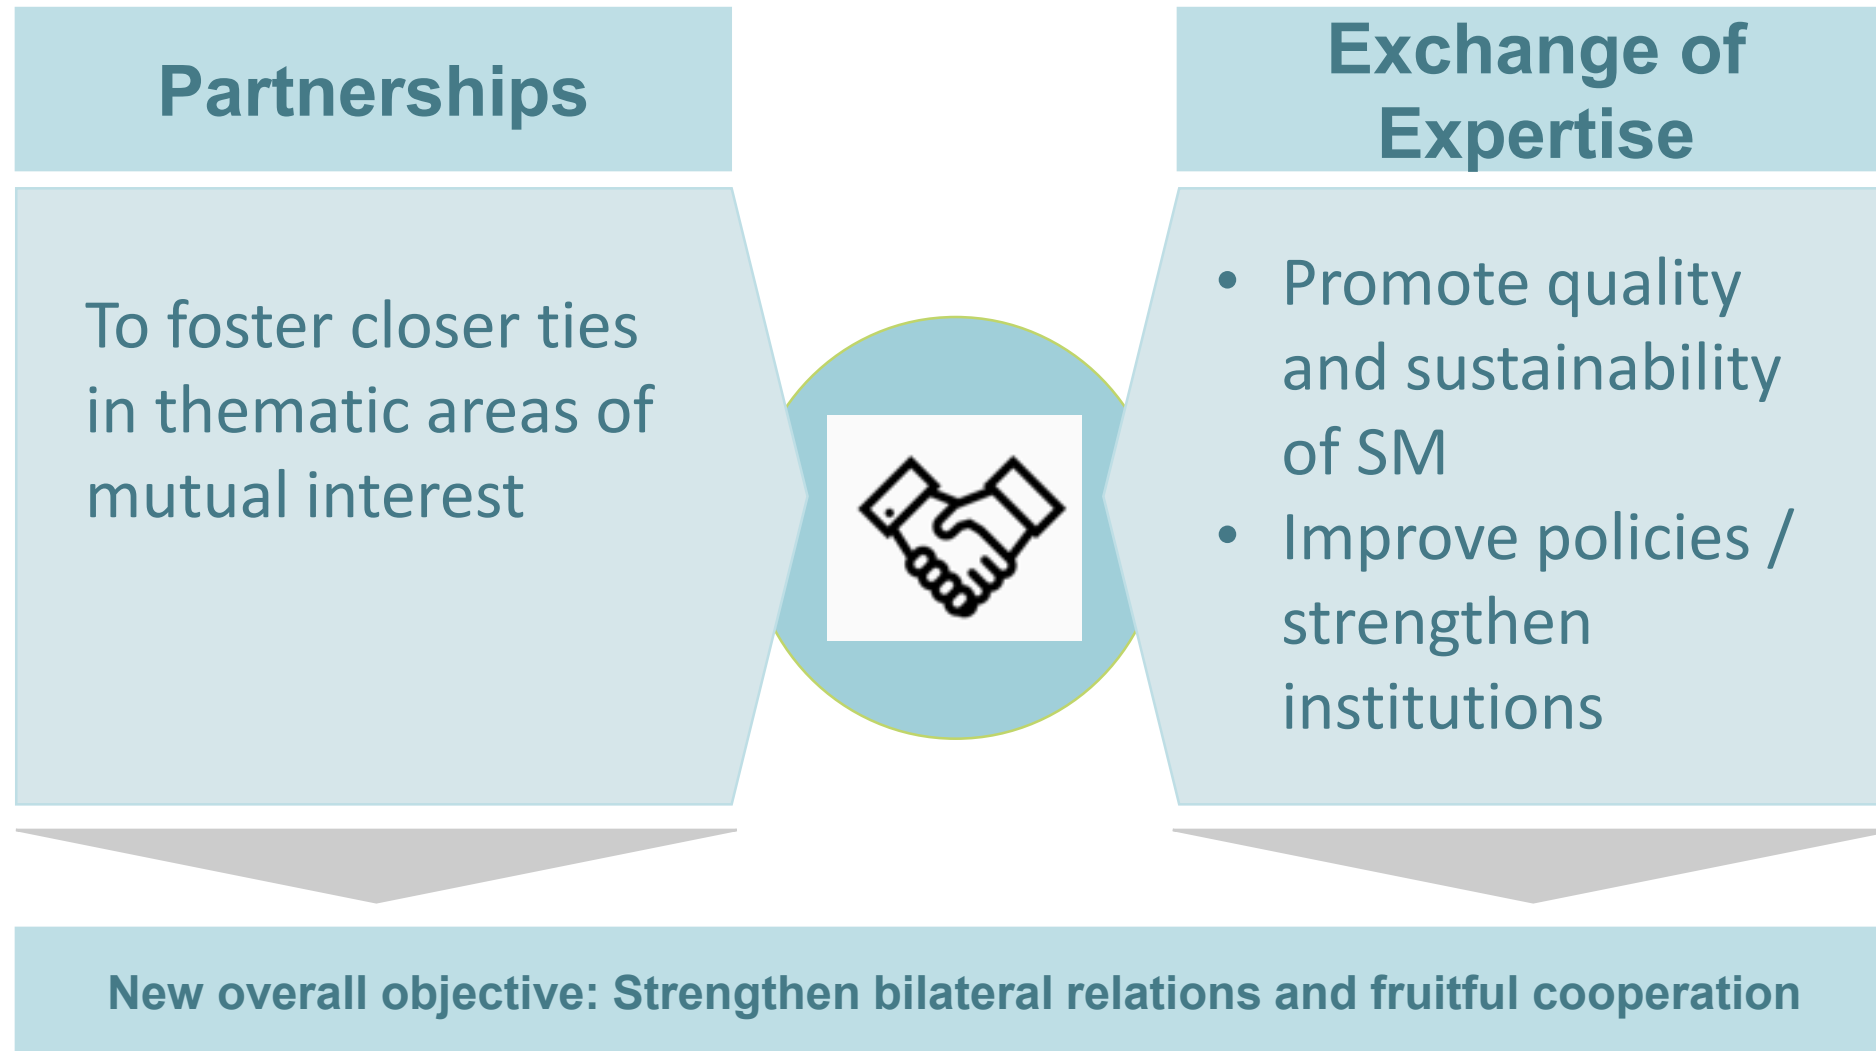 Partnerships
To foster closer ties
in thematic areas of
mutual interest
Exchange of
Expertise
• Promote quality
and sustainability
of SM
• Improve policies /
strengthen
institutions
New overall objective: Strengthen bilateral relations and fruitful cooperation